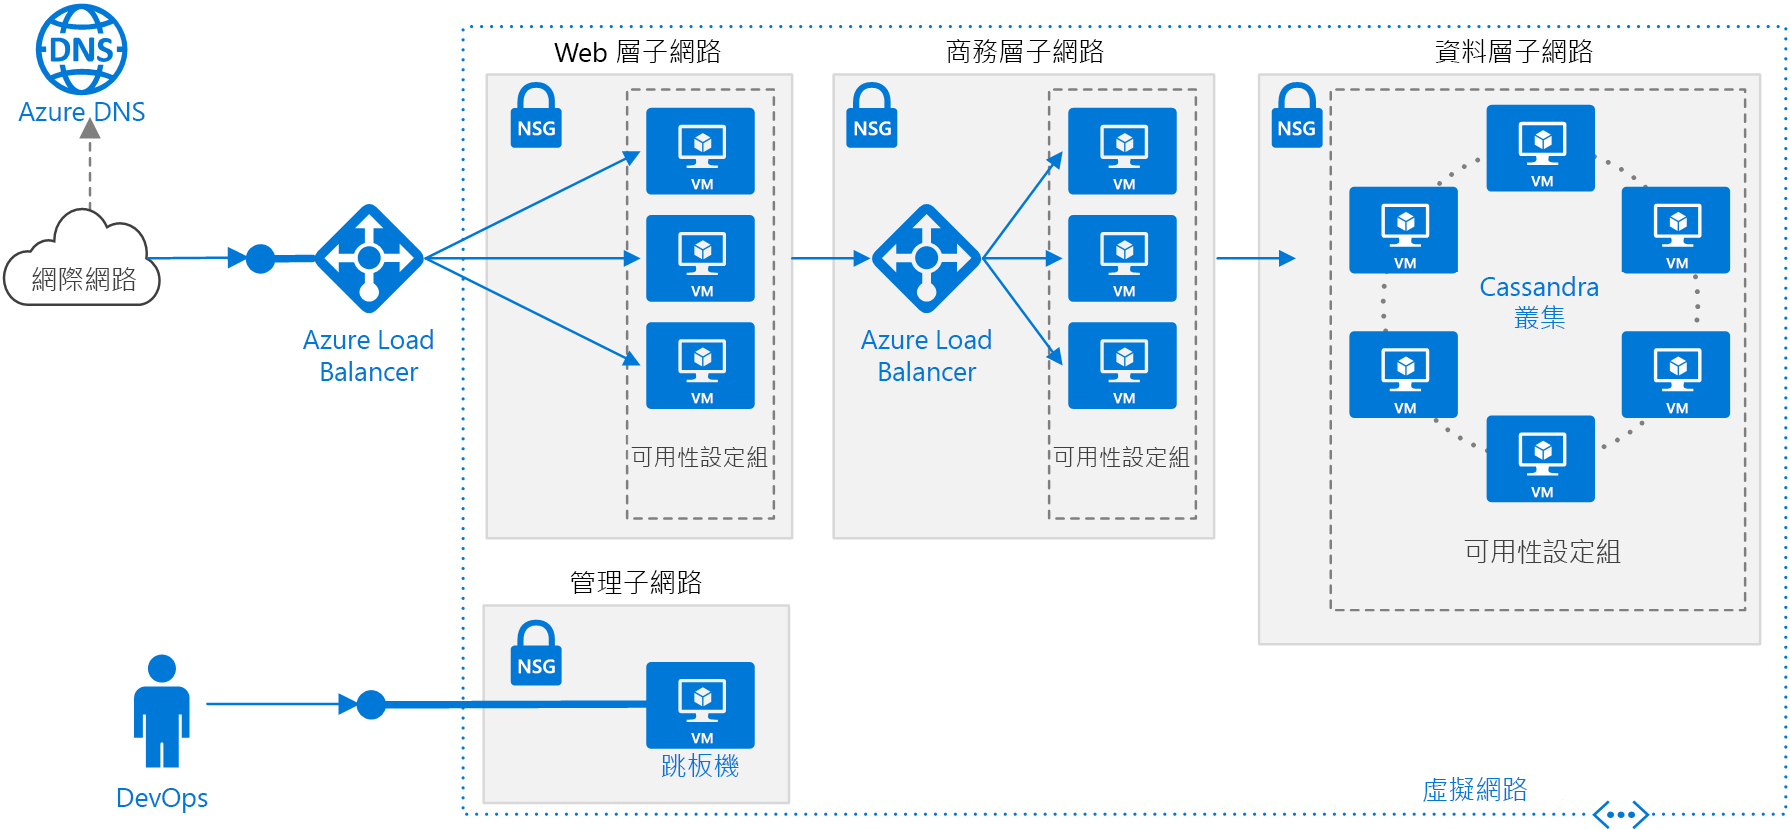 DNS
Azure DNS
網際網路
Azure Load
Balancer
Web 層子網路
NSG
VM
VM
VM
可用性設定組
商務層子網路
NSG
Azure Load
Balancer
VM
VM
VM
可用性設定組
資料層子網路
NSG
VM
VM
VM
Cassandra
叢集
VM
VM
VM
可用性設定組
管理子網路
NSG
VM
跳板機
DevOps
虛擬網路